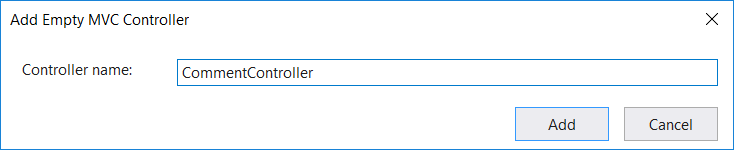 Add Empty MVC Controller
Controller name: CommentController
Add Cancel